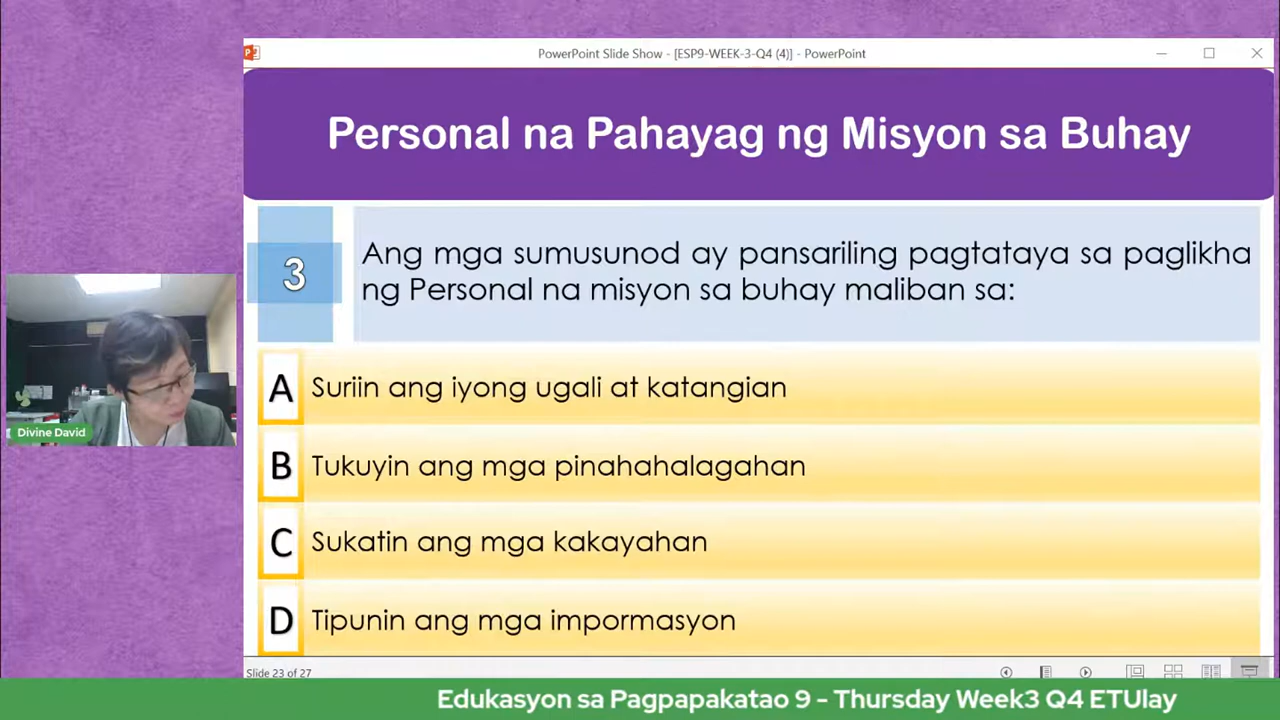 PowerPoint Slide Show - [ESP9-WEEK-3-Q4 (4)] - PowerPoint
Personal na Pahayag ng Misyon sa Buhay
3
Ang mga sumusunod ay pansariling pagtataya sa paglikha
ng Personal na misyon sa buhay maliban sa:
A Suriin ang iyong ugali at katangian
B Tukuyin ang mga pinahahalagahan
C Sukatin ang mga kakayahan
D Tipunin ang mga impormasyon
Divine David
Slide 23 of 27
Edukasyon sa Pagpapakatao 9 - Thursday Week3 Q4 ETUlay